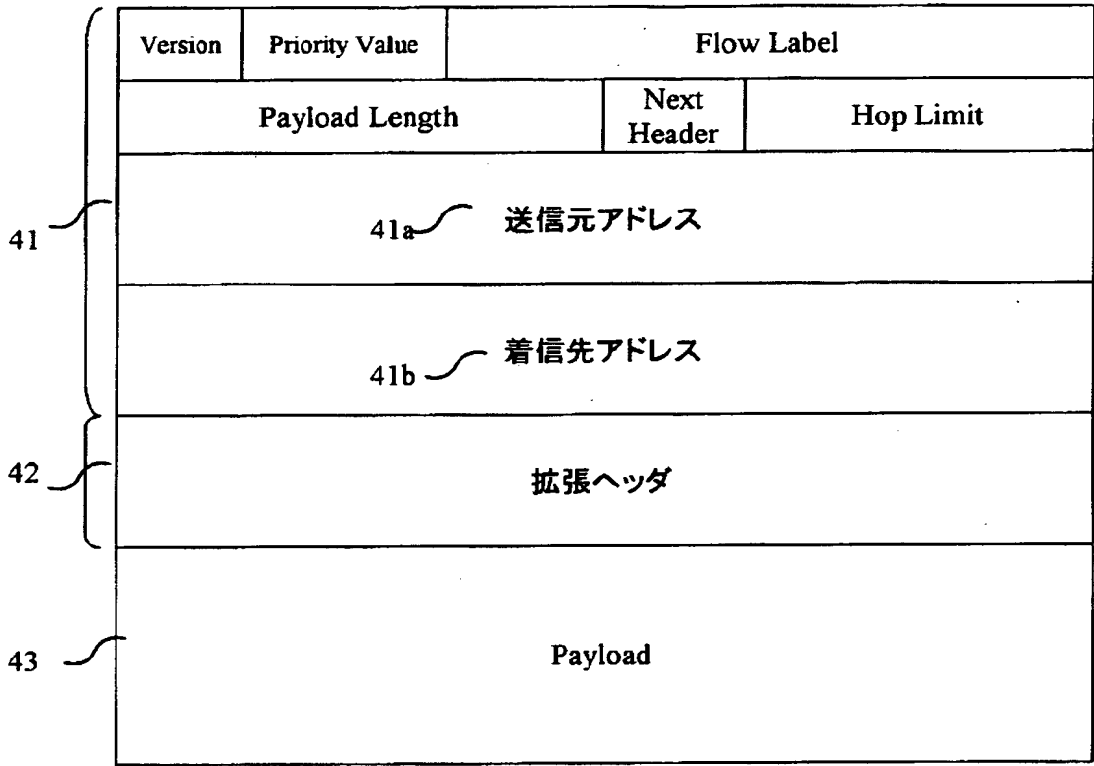 Version Priority Value Flow Label
Payload Length Next Header Hop Limit
41 41a 送信元アドレス
41b 着信先アドレス
42 拡張ヘッダ
43 Payload